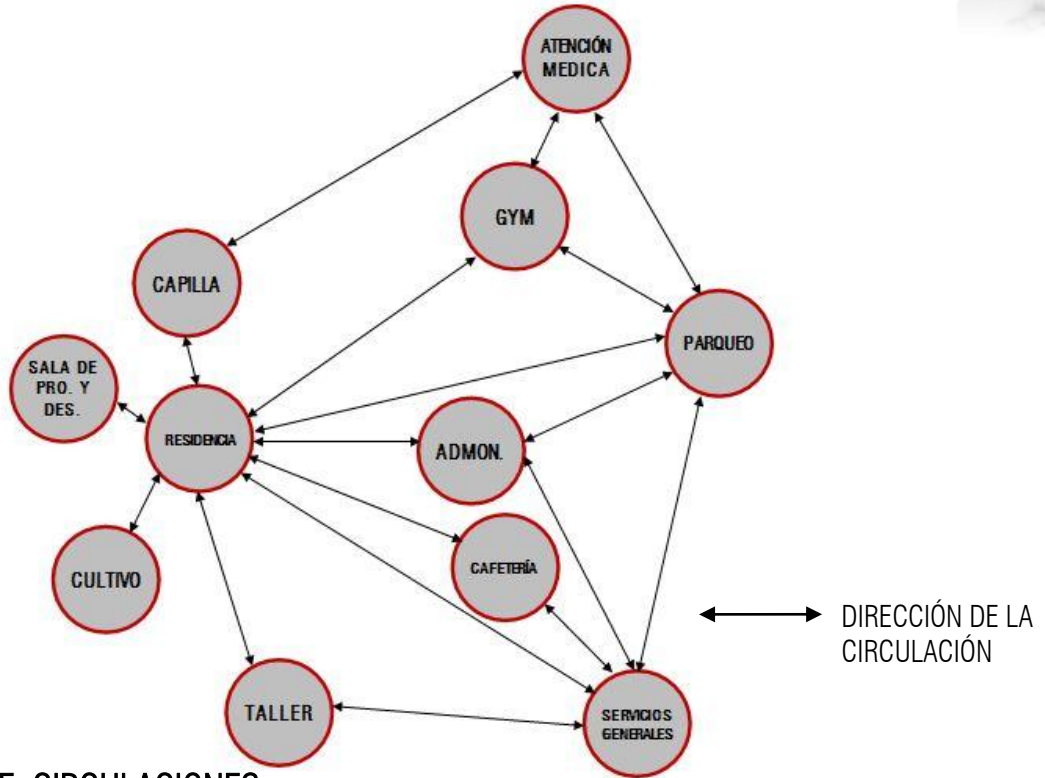 ATENCIÓN
MEDICA
GYM
CAPILLA
PARQUEO
SALA DE
PRO. Y
DES.
RESIDENCIA
ADMON.
CAFETERÍA
CULTIVO
DIRECCIÓN DE LA
CIRCULACIÓN
TALLER
SERVICIOS
GENERALES
CIRCULACIONES